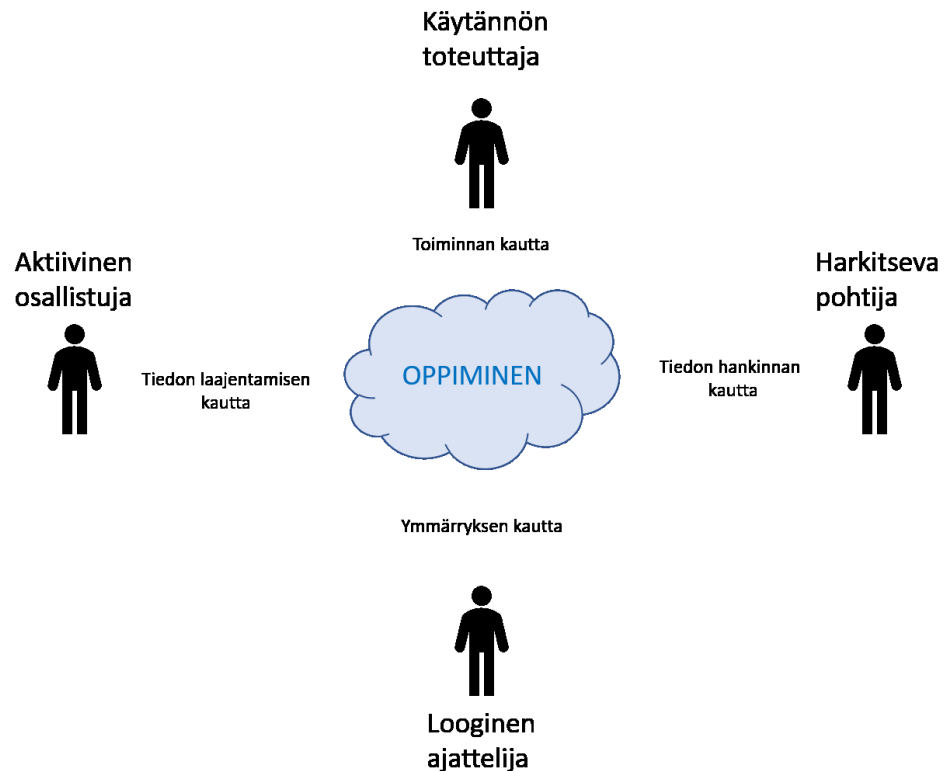 Käytännön
toteuttaja
Toiminnan kautta
Aktiivinen
osallistuja
Harkitseva
pohtija
Tiedon laajentamisen
kautta
OPPIMINEN
Tiedon hankinnan
kautta
Ymmärryksen kautta
Looginen
ajattelija